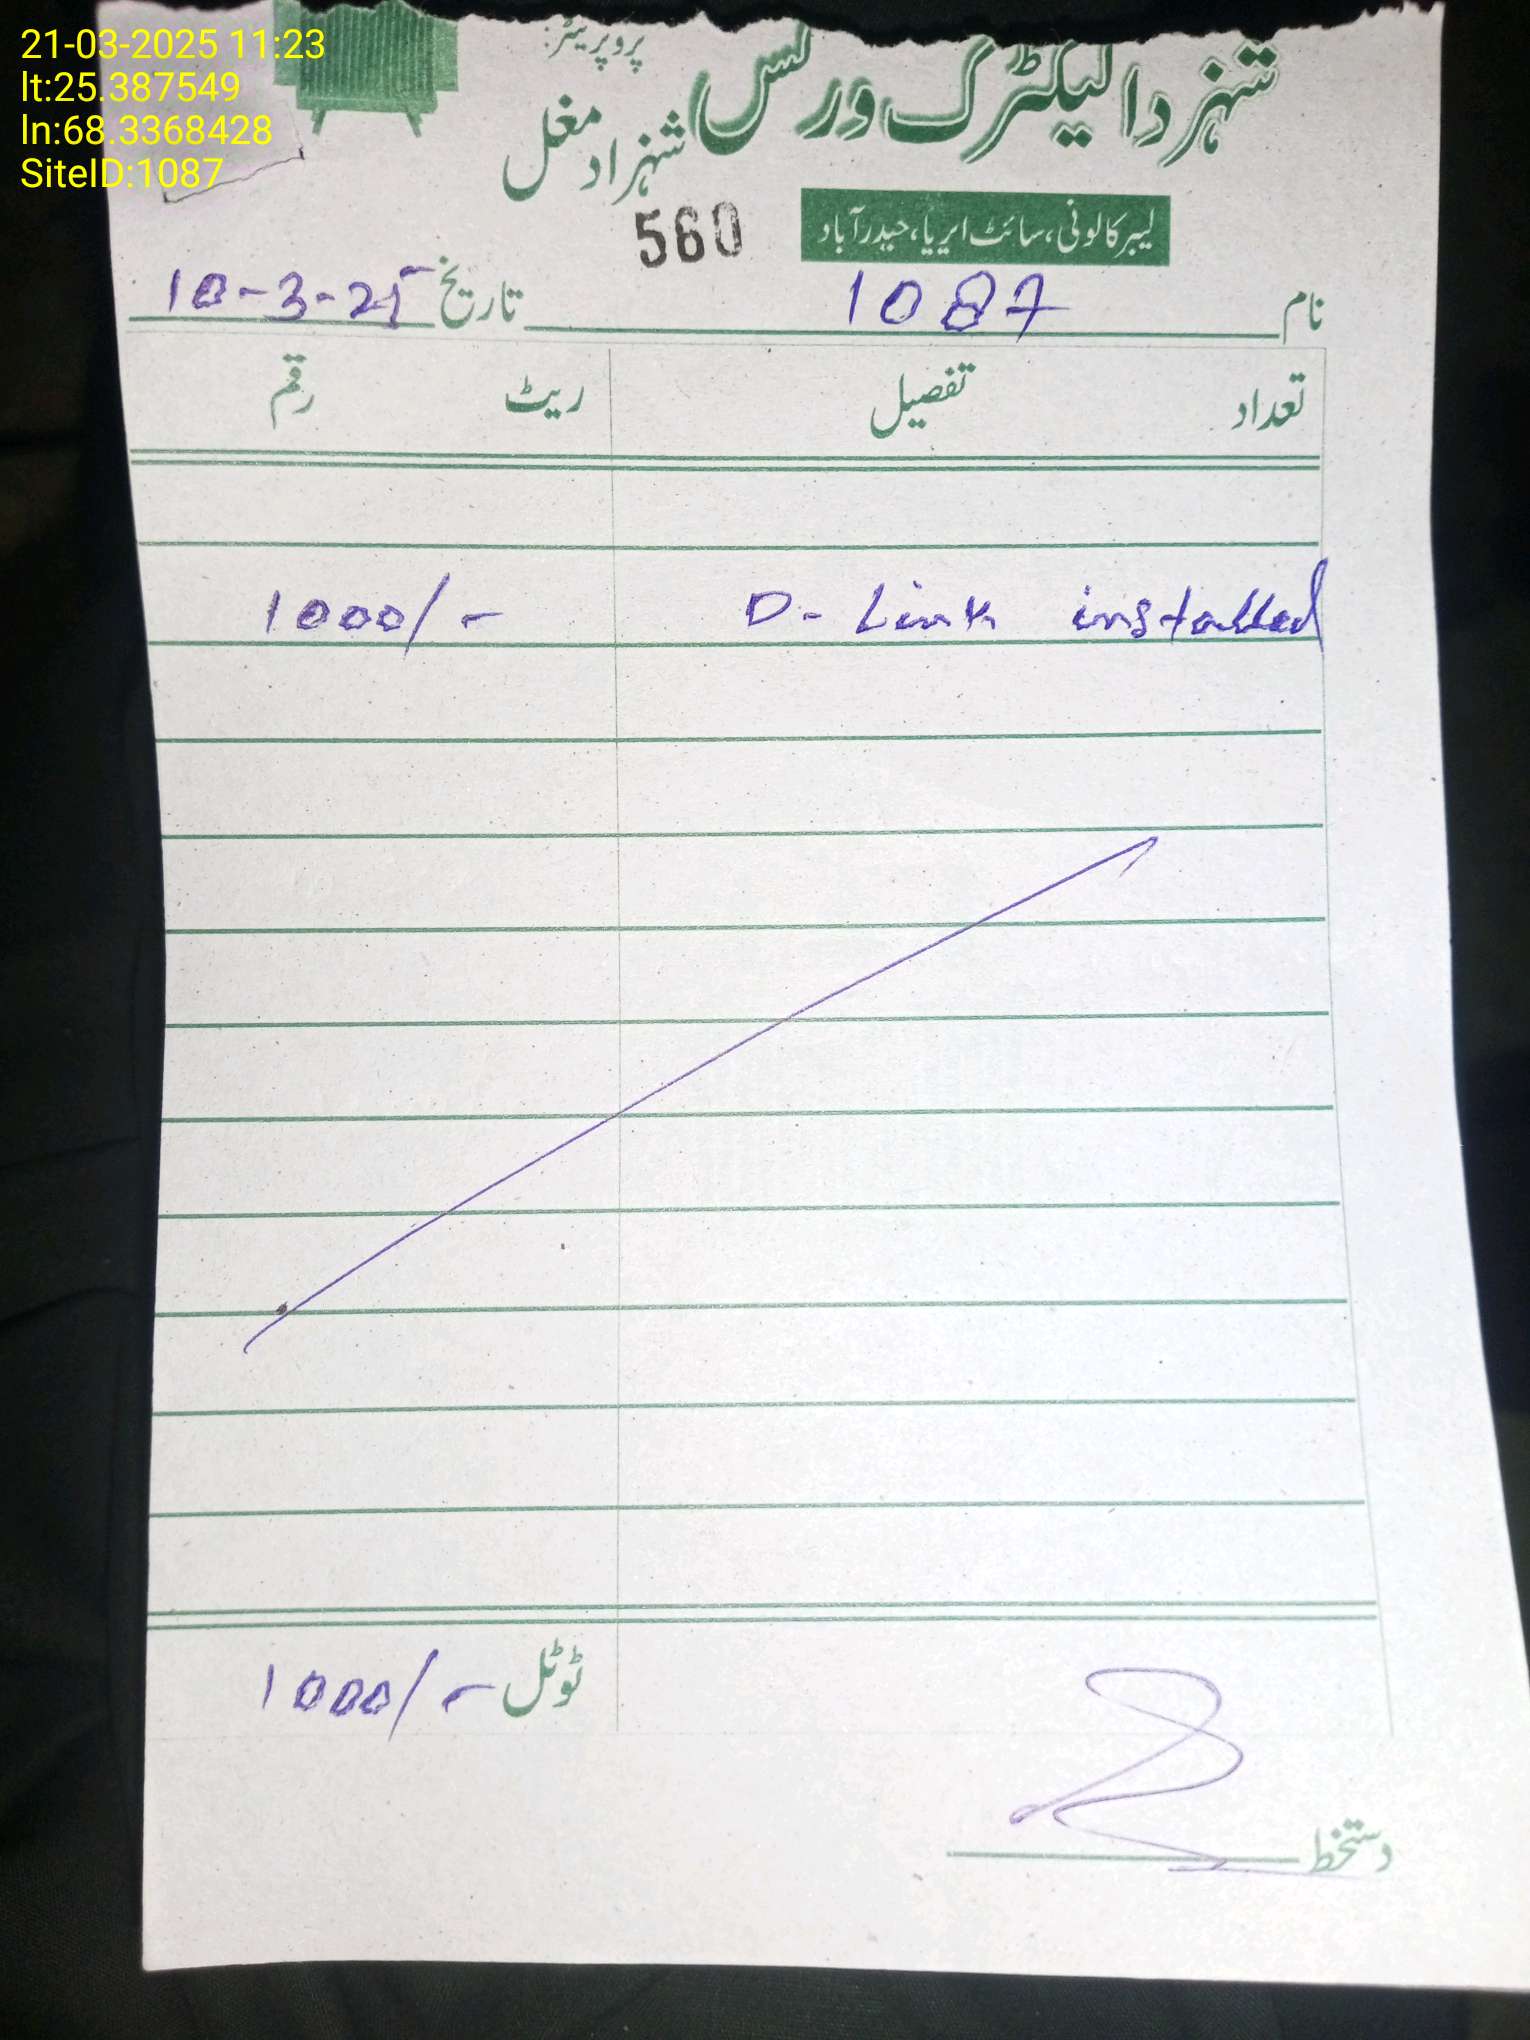 21-03-2025 11:23
lt:25.387549
ln:68.3368428
SiteID:1087
شہزاد الیکٹرک ورکس
پروپرائیٹر:
شہزاد مغل
لیبر کالونی، سائٹ ایریا، حیدرآباد
560
نام 1087 تاریخ 10-3-25
تعداد تفصیل ریٹ رقم
D-Link installed 1000/-
ٹوٹل 1000/-
دستخط